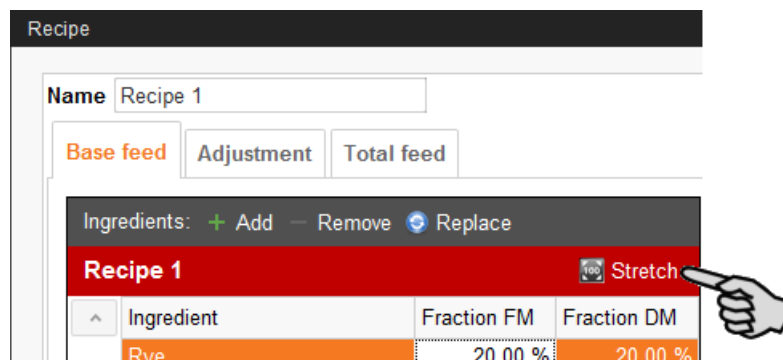 Recipe
Name Recipe 1
Base feed Adjustment Total feed
Ingredients: + Add − Remove Replace
Recipe 1 100 Stretch
Ingredient Fraction FM Fraction DM
Rye 20.00 % 20.00 %